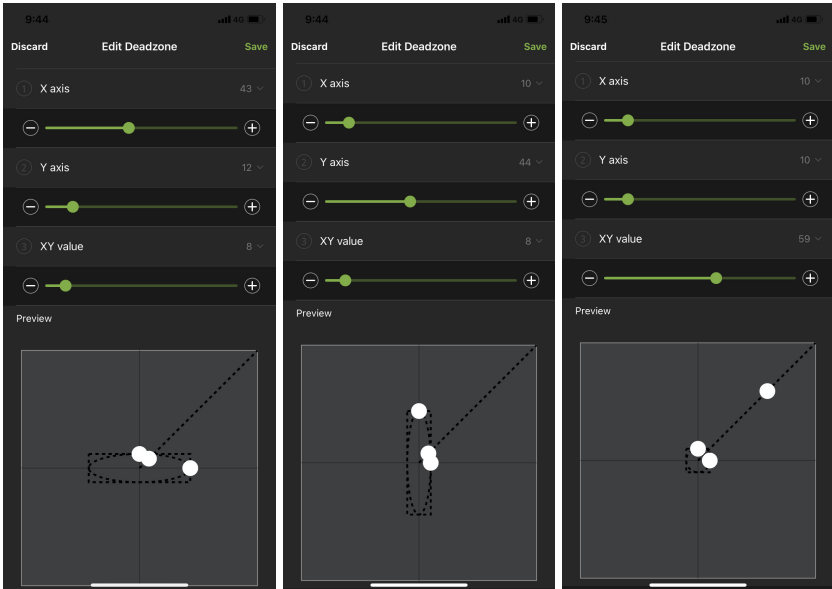 9:44
4G
Discard
Edit Deadzone
Save
1
X axis
43
2
Y axis
12
3
XY value
8
Preview
9:44
4G
Discard
Edit Deadzone
Save
1
X axis
10
2
Y axis
44
3
XY value
8
Preview
9:45
4G
Discard
Edit Deadzone
Save
1
X axis
10
2
Y axis
10
3
XY value
59
Preview